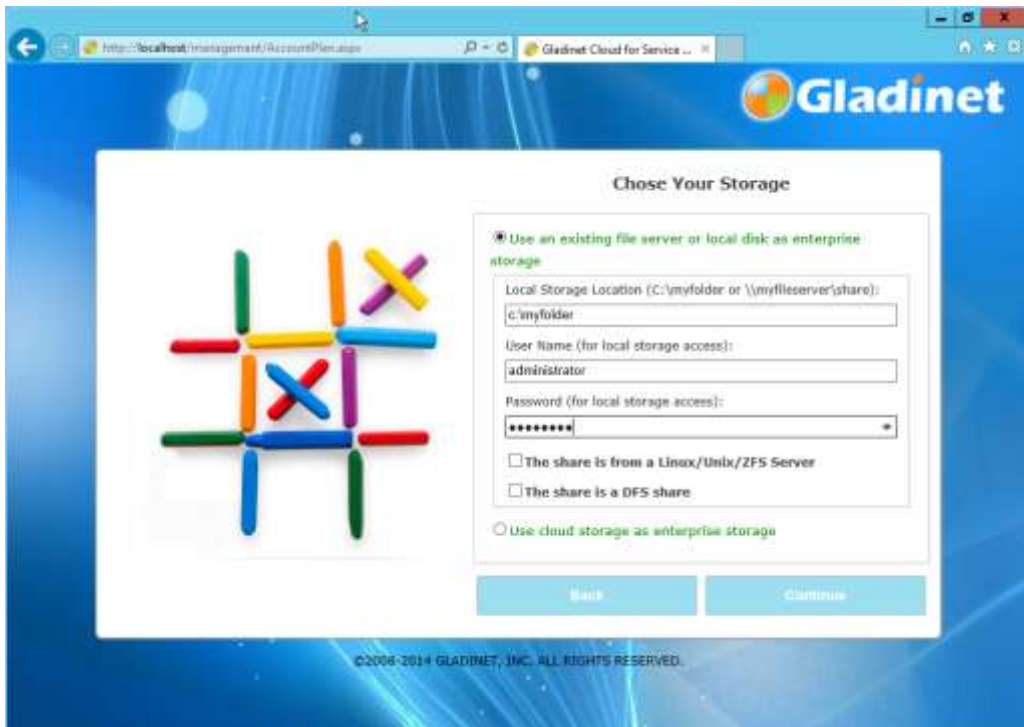 http://localhost/management/AccountPlan.aspx
Gladinet Cloud for Service ...
Gladinet
Chose Your Storage
Use an existing file server or local disk as enterprise
storage
Local Storage Location (C:\myfolder or \\myfileserver\share):
c:\myfolder
User Name (for local storage access):
administrator
Password (for local storage access):
The share is from a Linux/Unix/ZFS Server
The share is a DFS share
Use cloud storage as enterprise storage
Back
Continue
©2006-2014 GLADINET, INC. ALL RIGHTS RESERVED.